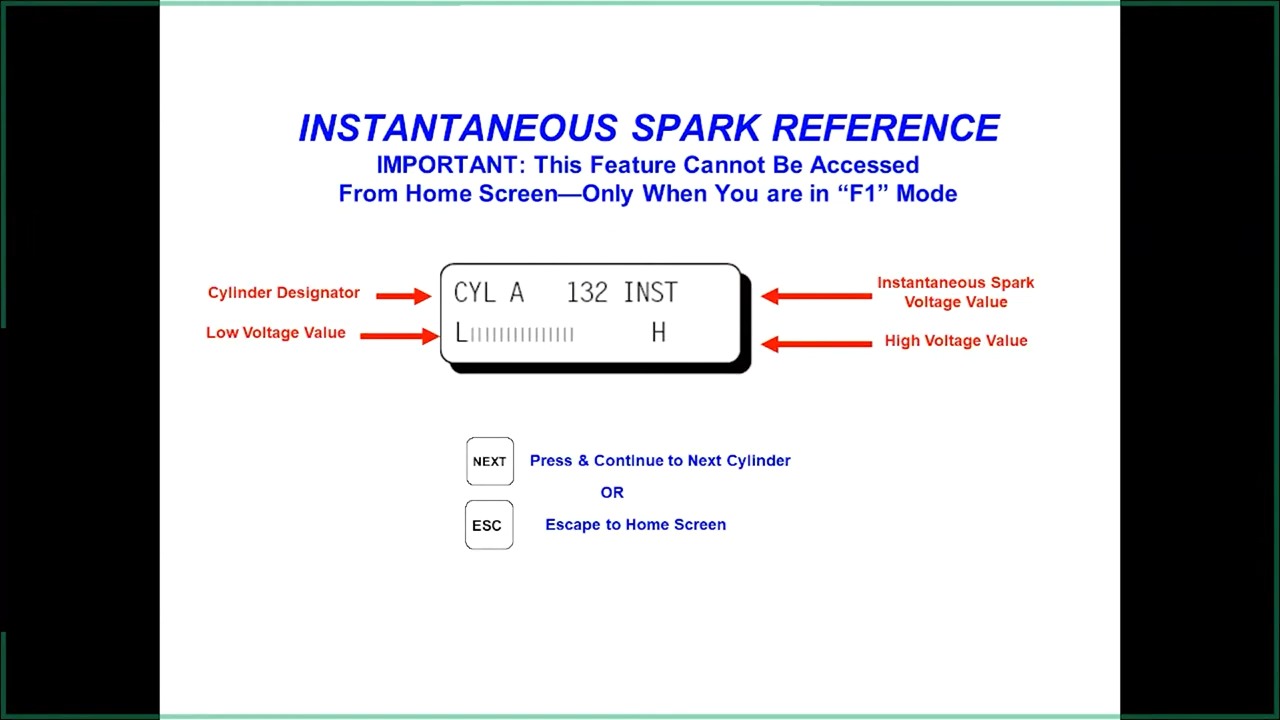 INSTANTANEOUS SPARK REFERENCE
IMPORTANT: This Feature Cannot Be Accessed
From Home Screen—Only When You are in “F1” Mode
Cylinder Designator
CYL A 132 INST
Instantaneous Spark
Voltage Value
Low Voltage Value
L H
High Voltage Value
NEXT Press & Continue to Next Cylinder
OR
ESC Escape to Home Screen